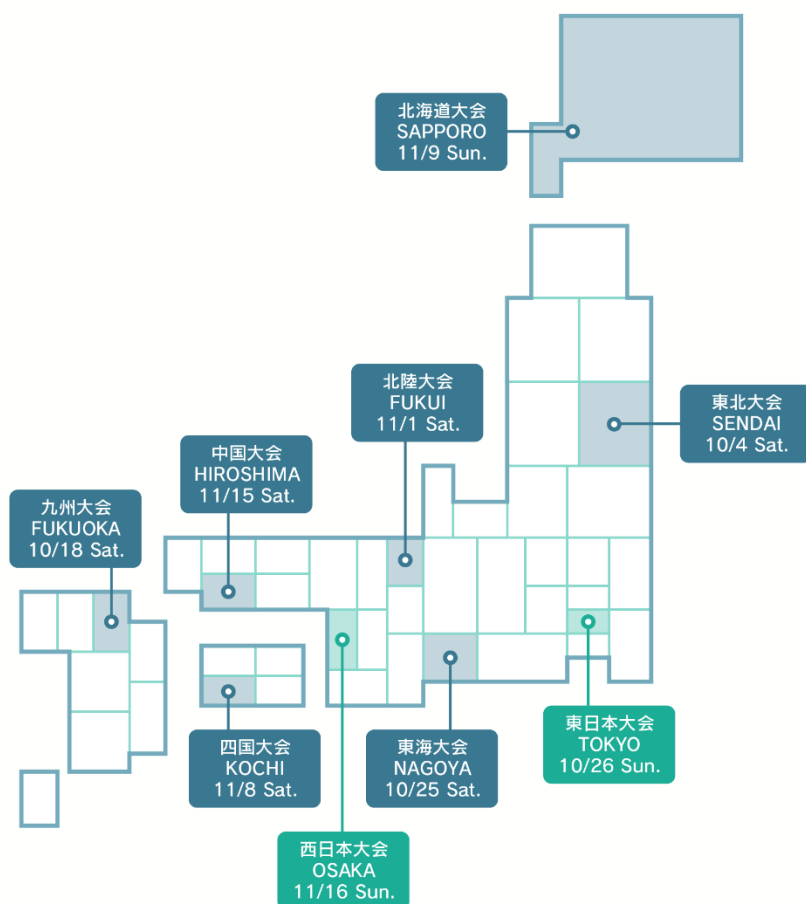 北海道大会
SAPPORO
11/9 Sun.
北陸大会
FUKUI
11/1 Sat.
東北大会
SENDAI
10/4 Sat.
中国大会
HIROSHIMA
11/15 Sat.
九州大会
FUKUOKA
10/18 Sat.
四国大会
KOCHI
11/8 Sat.
東海大会
NAGOYA
10/25 Sat.
東日本大会
TOKYO
10/26 Sun.
西日本大会
OSAKA
11/16 Sun.